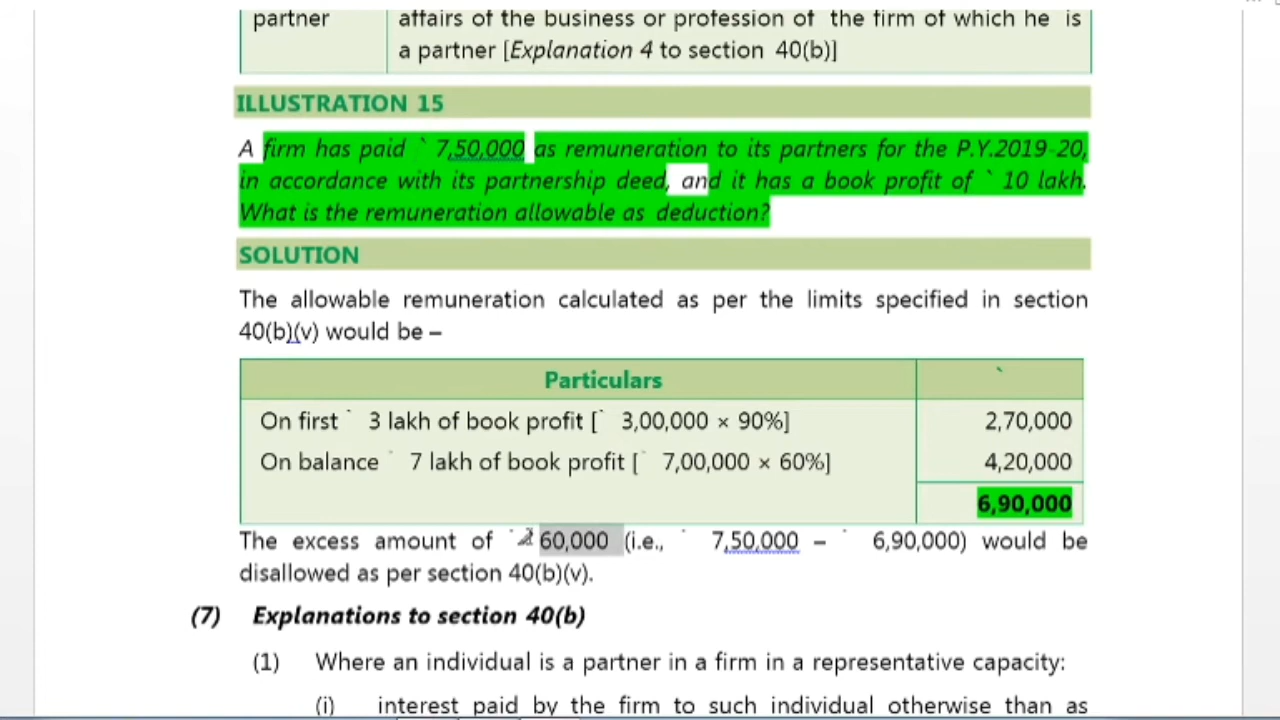 partner
affairs of the business or profession of the firm of which he is
a partner [Explanation 4 to section 40(b)]
ILLUSTRATION 15
A firm has paid ` 7,50,000 as remuneration to its partners for the P.Y.2019-20,
in accordance with its partnership deed, and it has a book profit of ` 10 lakh.
What is the remuneration allowable as deduction?
SOLUTION
The allowable remuneration calculated as per the limits specified in section
40(b)(v) would be –
Particulars `
On first ` 3 lakh of book profit [` 3,00,000 × 90%] 2,70,000
On balance ` 7 lakh of book profit [` 7,00,000 × 60%] 4,20,000
6,90,000
The excess amount of ` 60,000 (i.e., ` 7,50,000 – ` 6,90,000) would be
disallowed as per section 40(b)(v).
(7) Explanations to section 40(b)
(1) Where an individual is a partner in a firm in a representative capacity:
(i) interest paid by the firm to such individual otherwise than as